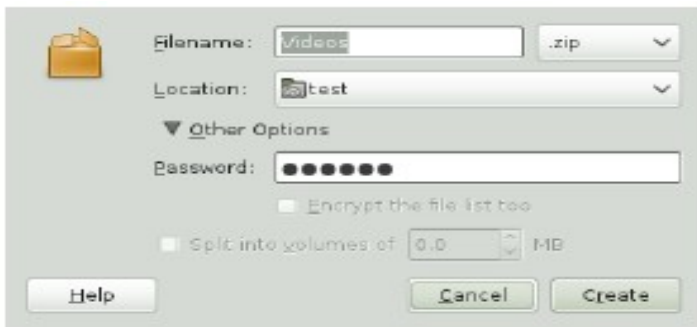 Filename: Videos .zip
Location: test
Other Options
Password: ●●●●●●
Encrypt the file list too
Split into volumes of 0.0 MB
Help Cancel Create